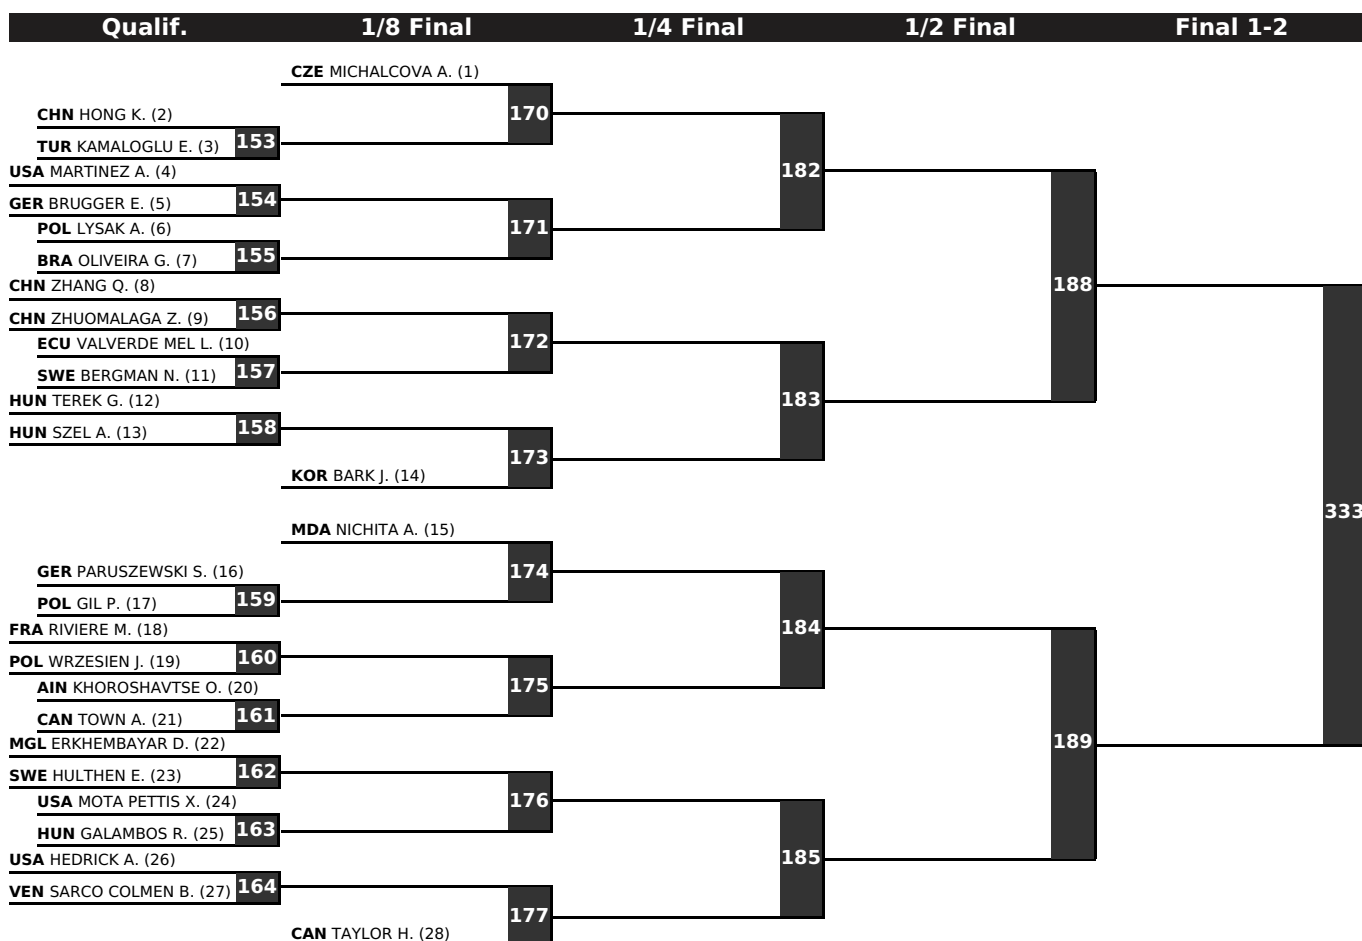 Qualif. 1/8 Final 1/4 Final 1/2 Final Final 1-2
CZE MICHALCOVA A. (1)
170
CHN HONG K. (2)
153
TUR KAMALOGLU E. (3)
USA MARTINEZ A. (4)
182
154
GER BRUGGER E. (5)
POL LYSAK A. (6)
171
155
BRA OLIVEIRA G. (7)
CHN ZHANG Q. (8)
188
156
CHN ZHUOMALAGA Z. (9)
ECU VALVERDE MEL L. (10)
172
157
SWE BERGMAN N. (11)
HUN TEREK G. (12)
183
158
HUN SZEL A. (13)
173
KOR BARK J. (14)
333
MDA NICHITA A. (15)
174
GER PARUSZEWSKI S. (16)
159
POL GIL P. (17)
FRA RIVIERE M. (18)
184
160
POL WRZESIEN J. (19)
AIN KHOROSHAVTSE O. (20)
175
161
CAN TOWN A. (21)
MGL ERKHEMBAYAR D. (22)
189
162
SWE HULTHEN E. (23)
USA MOTA PETTIS X. (24)
176
163
HUN GALAMBOS R. (25)
USA HEDRICK A. (26)
185
164
VEN SARCO COLMEN B. (27)
177
CAN TAYLOR H. (28)